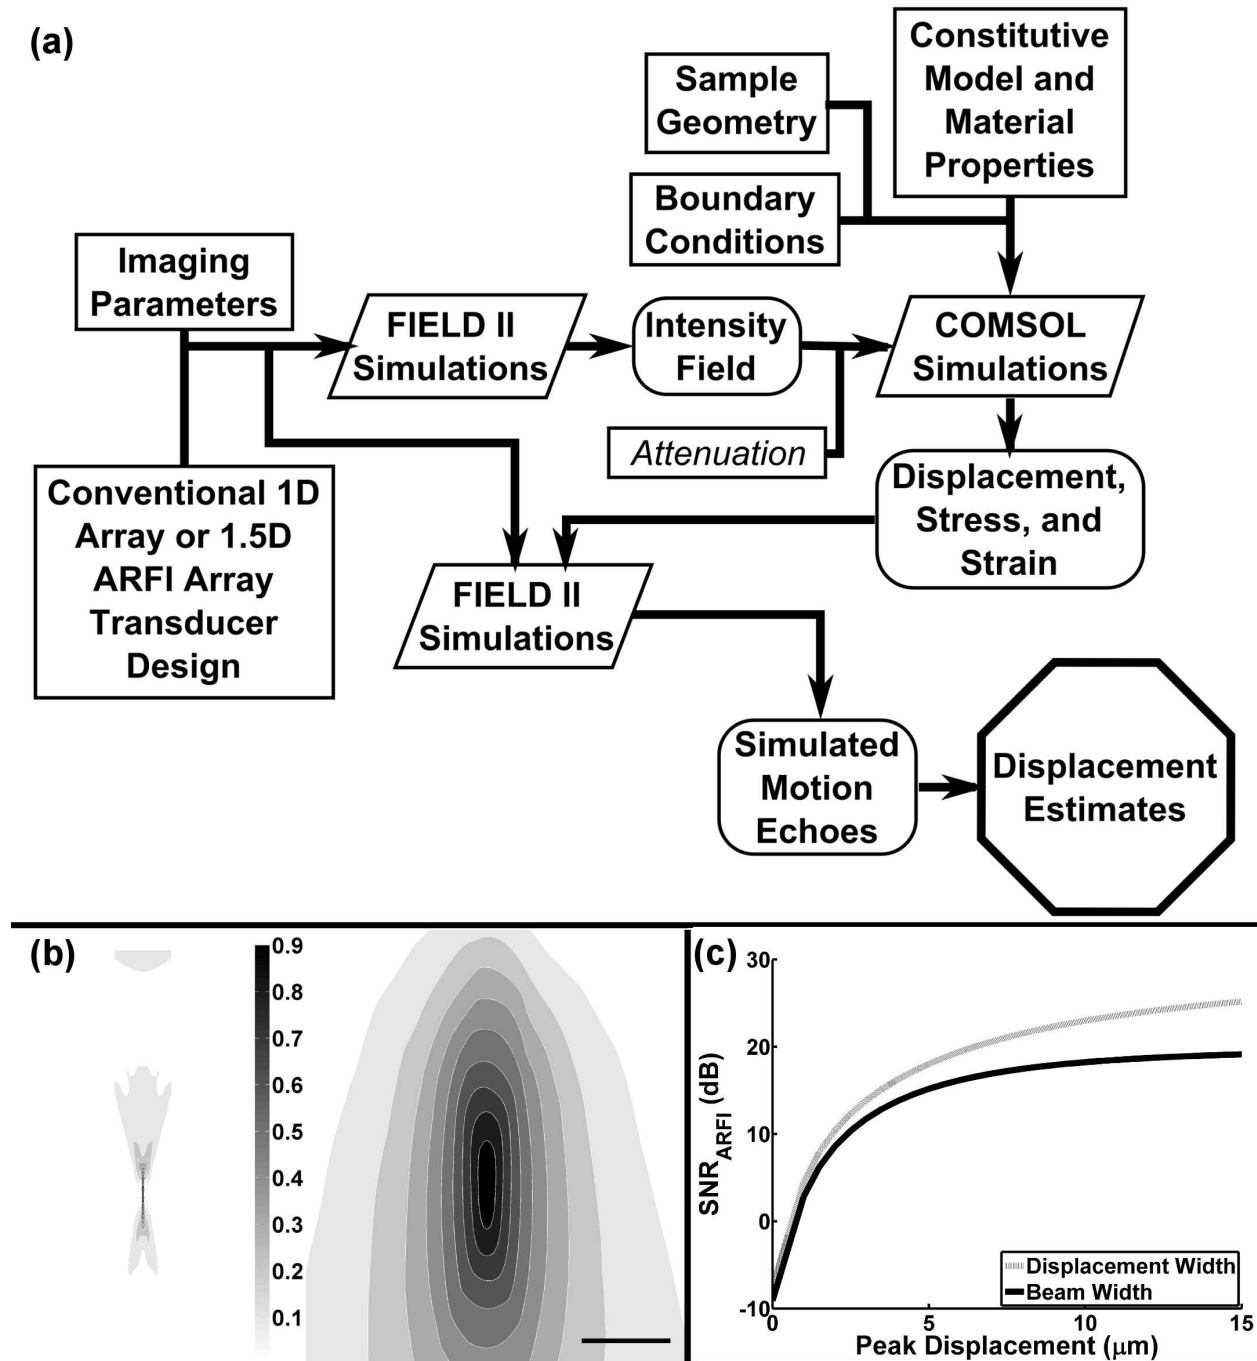 (a)
Constitutive
Model and
Material
Properties
Sample
Geometry
Boundary
Conditions
Imaging
Parameters
FIELD II
Simulations
Intensity
Field
COMSOL
Simulations
Attenuation
Conventional 1D
Array or 1.5D
ARFI Array
Transducer
Design
Displacement,
Stress, and
Strain
FIELD II
Simulations
Simulated
Motion
Echoes
Displacement
Estimates
(b)
0.9
0.8
0.7
0.6
0.5
0.4
0.3
0.2
0.1
(c)
30
20
10
0
-10
SNR_ARFI (dB)
Displacement Width
Beam Width
0
5
10
15
Peak Displacement (μm)